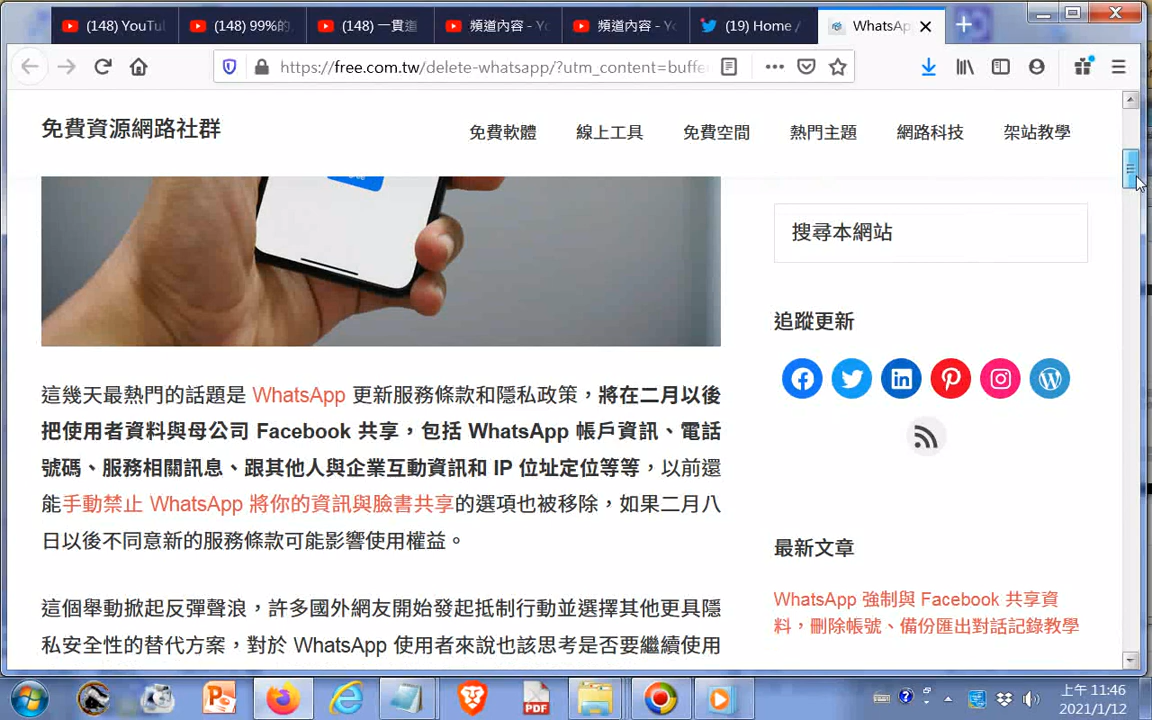 (148) YouTu
(148) 99%的
(148) 一貫道
頻道內容 - Yo
頻道內容 - Yo
(19) Home /
WhatsAp
https://free.com.tw/delete-whatsapp/?utm_content=buffe
免費資源網路社群
免費軟體
線上工具
免費空間
熱門主題
網路科技
架站教學
這幾天最熱門的話題是 WhatsApp 更新服務條款和隱私政策，將在二月以後
把使用者資料與母公司 Facebook 共享，包括 WhatsApp 帳戶資訊、電話
號碼、服務相關訊息、跟其他人與企業互動資訊和 IP 位址定位等等，以前還
能手動禁止 WhatsApp 將你的資訊與臉書共享的選項也被移除，如果二月八
日以後不同意新的服務條款可能影響使用權益。
這個舉動掀起反彈聲浪，許多國外網友開始發起抵制行動並選擇其他更具隱
私安全性的替代方案，對於 WhatsApp 使用者來說也該思考是否要繼續使用
搜尋本網站
追蹤更新
最新文章
WhatsApp 強制與 Facebook 共享資
料，刪除帳號、備份匯出對話記錄教學
PDF
上午 11:46
2021/1/12